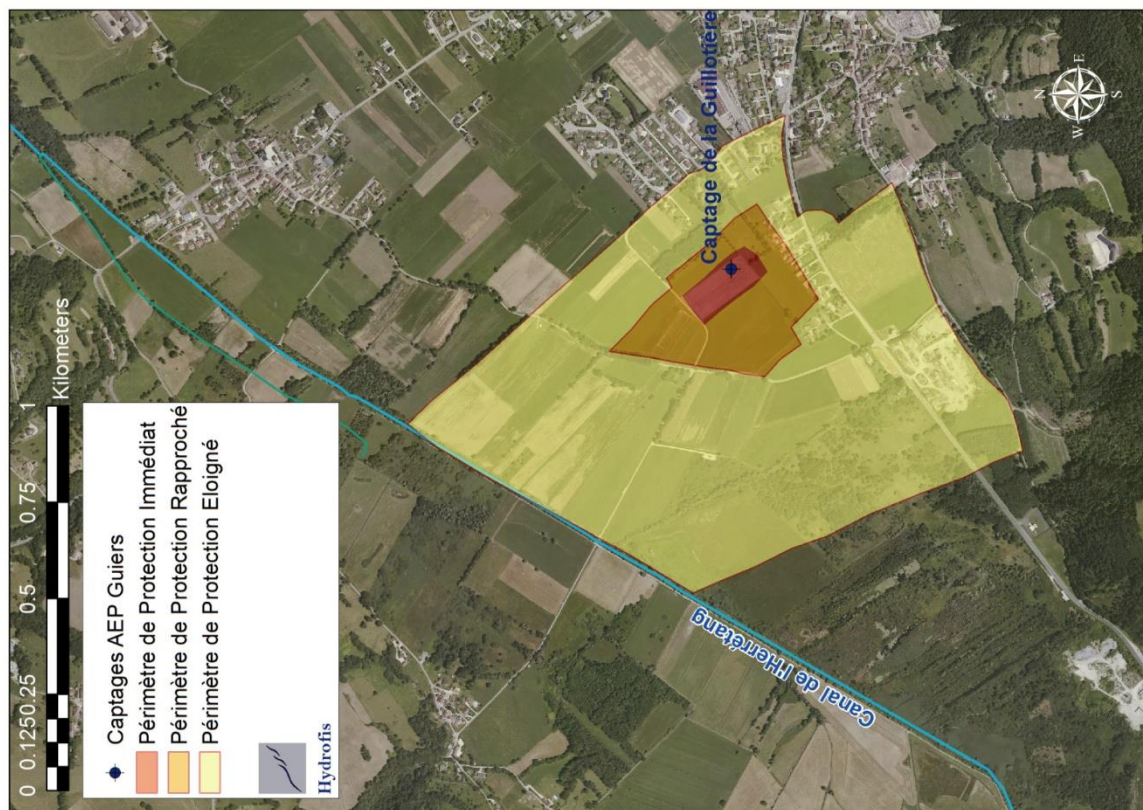 0 0.125 0.25 0.5 0.75 1
Kilometers
Captages AEP Guiers
Périmètre de Protection Immédiat
Périmètre de Protection Rapproché
Périmètre de Protection Eloigné
Hydrofis
Captage de la Guillotière
Canal de l'Herrétang
N
W E
S